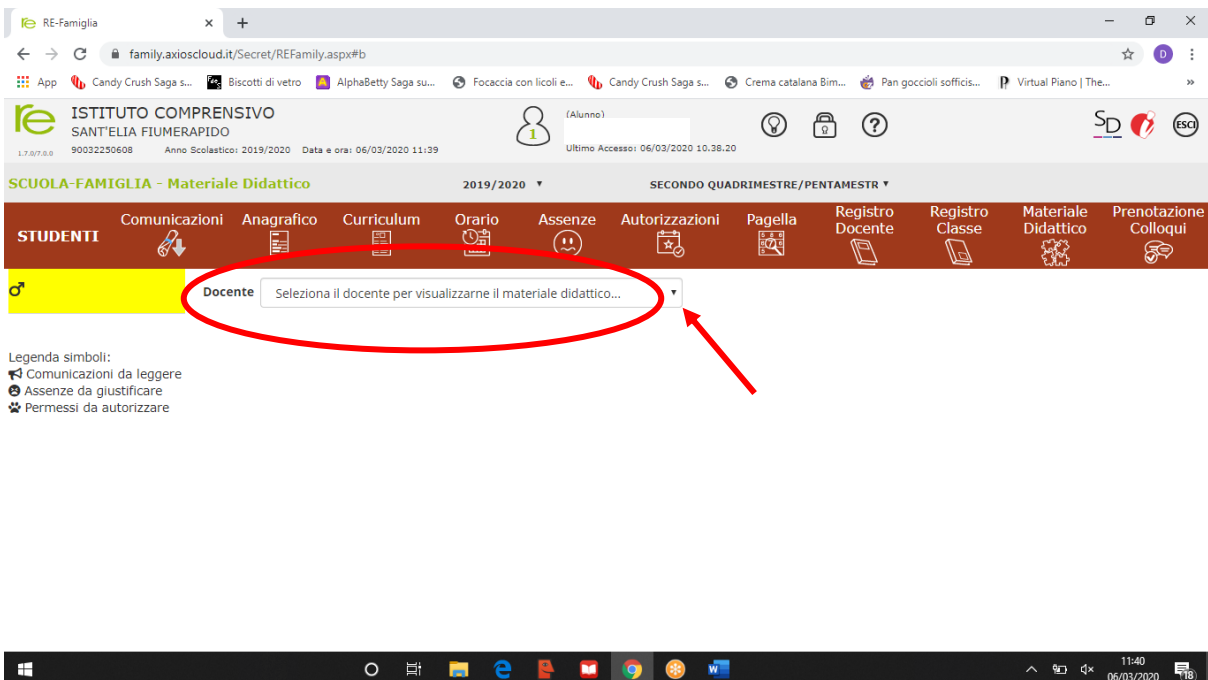 RE-Famiglia
family.axioscloud.it/Secret/REFamily.aspx#b
D
App Candy Crush Saga s... Biscotti di vetro AlphaBetty Saga su... Focaccia con licoli e... Candy Crush Saga s... Crema catalana Bim... Pan goccioli sofficis... Virtual Piano | The... »
re
1.7.0/7.0.0
ISTITUTO COMPRENSIVO
SANT'ELIA FIUMERAPIDO
90032250608 Anno Scolastico: 2019/2020 Data e ora: 06/03/2020 11:39
1
(Alunno)
Ultimo Accesso: 06/03/2020 10.38.20
SD
ESCI
SCUOLA-FAMIGLIA - Materiale Didattico 2019/2020 SECONDO QUADRIMESTRE/PENTAMESTR
STUDENTI
Comunicazioni
Anagrafico
Curriculum
Orario
Assenze
Autorizzazioni
Pagella
Registro
Docente
Registro
Classe
Materiale
Didattico
Prenotazione
Colloqui
Docente Seleziona il docente per visualizzarne il materiale didattico...
Legenda simboli:
Comunicazioni da leggere
Assenze da giustificare
Permessi da autorizzare
11:40
06/03/2020
18